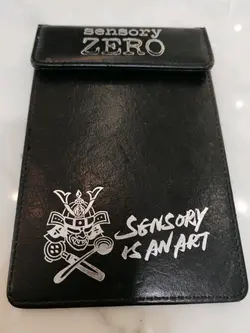 sensory
ZERO
SENSORY
IS AN ART